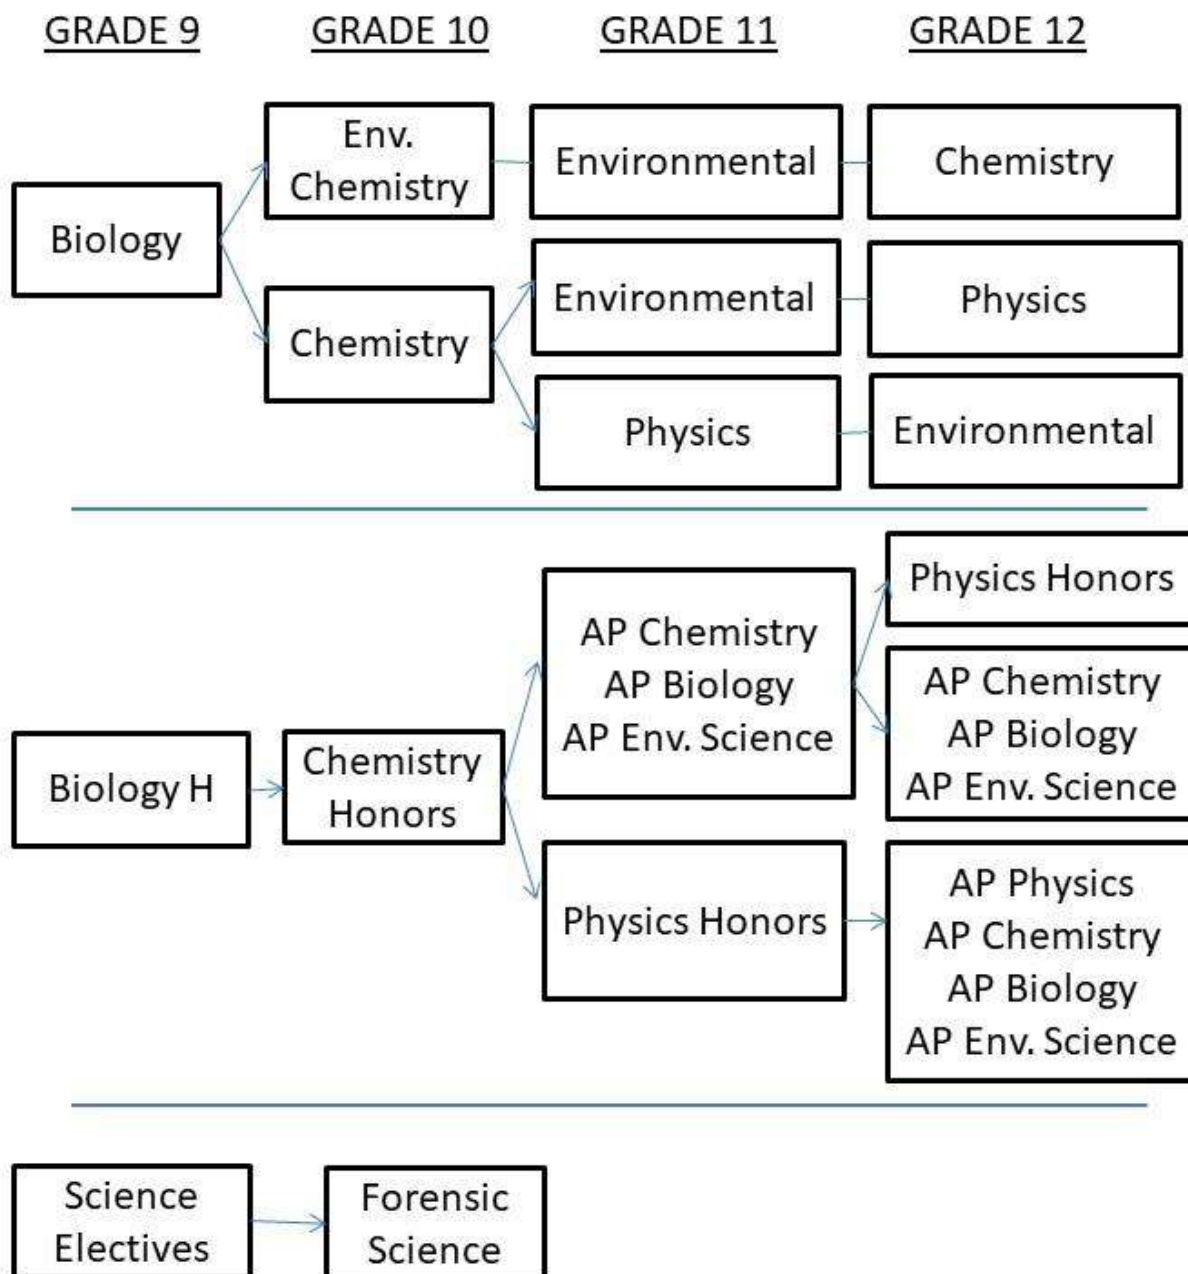 GRADE 9 GRADE 10 GRADE 11 GRADE 12
Biology
Env.
Chemistry
Environmental
Chemistry
Chemistry
Environmental
Physics
Physics
Environmental
Biology H
Chemistry
Honors
AP Chemistry
AP Biology
AP Env. Science
Physics Honors
AP Chemistry
AP Biology
AP Env. Science
Physics Honors
AP Physics
AP Chemistry
AP Biology
AP Env. Science
Science
Electives
Forensic
Science